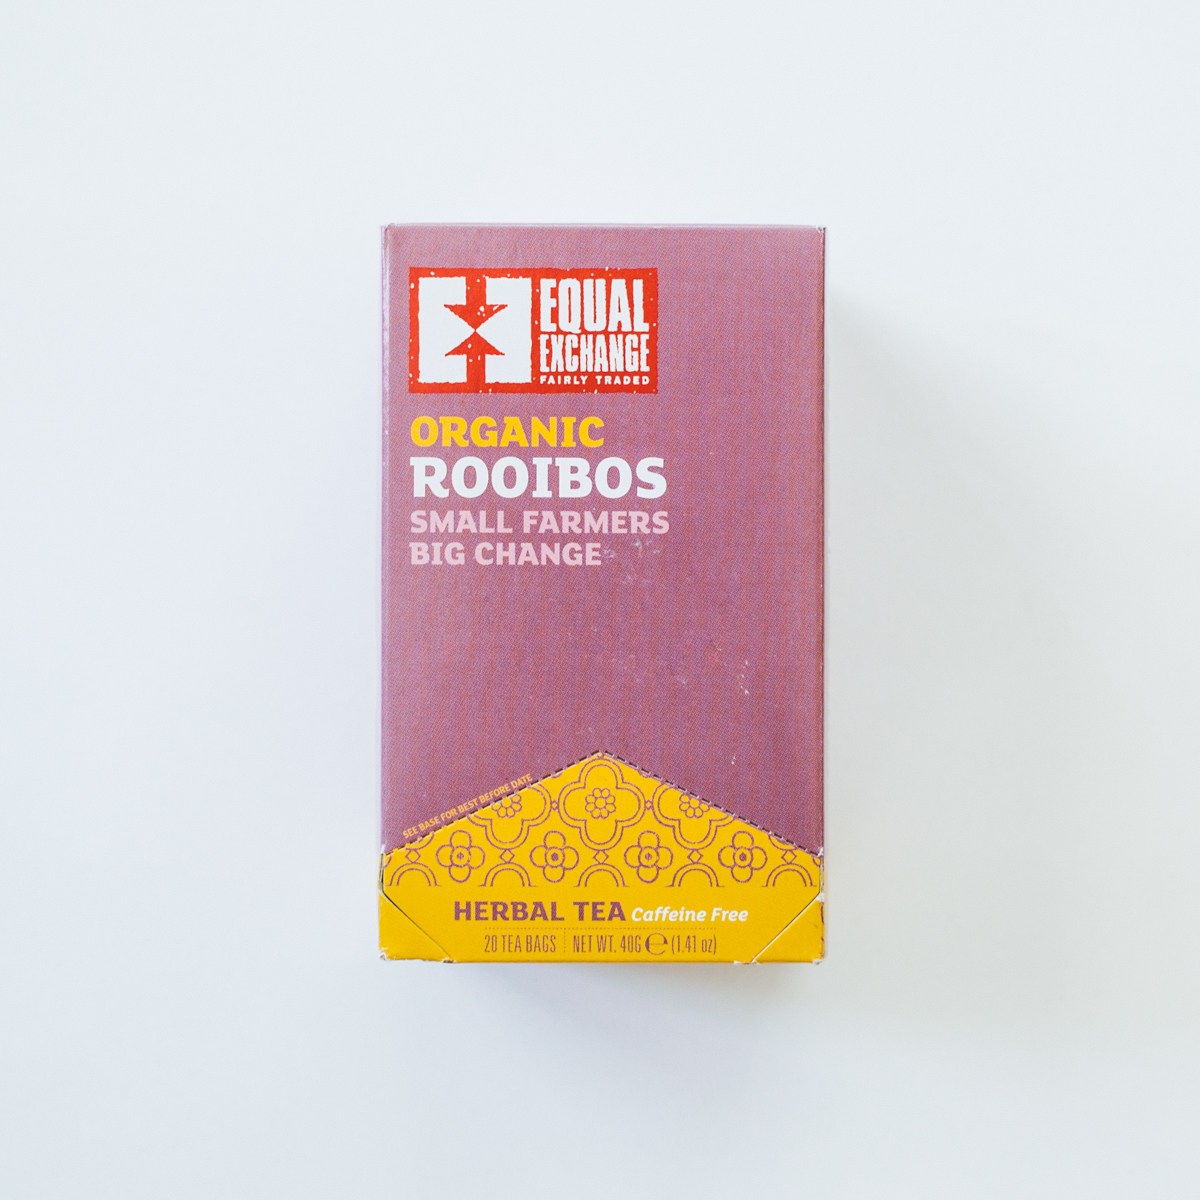 EQUAL
EXCHANGE
FAIRLY TRADED
ORGANIC
ROOIBOS
SMALL FARMERS
BIG CHANGE
SEE BASE FOR BEST BEFORE DATE
HERBAL TEA Caffeine Free
20 TEA BAGS NET WT. 40G ℮ (1.41 oz)